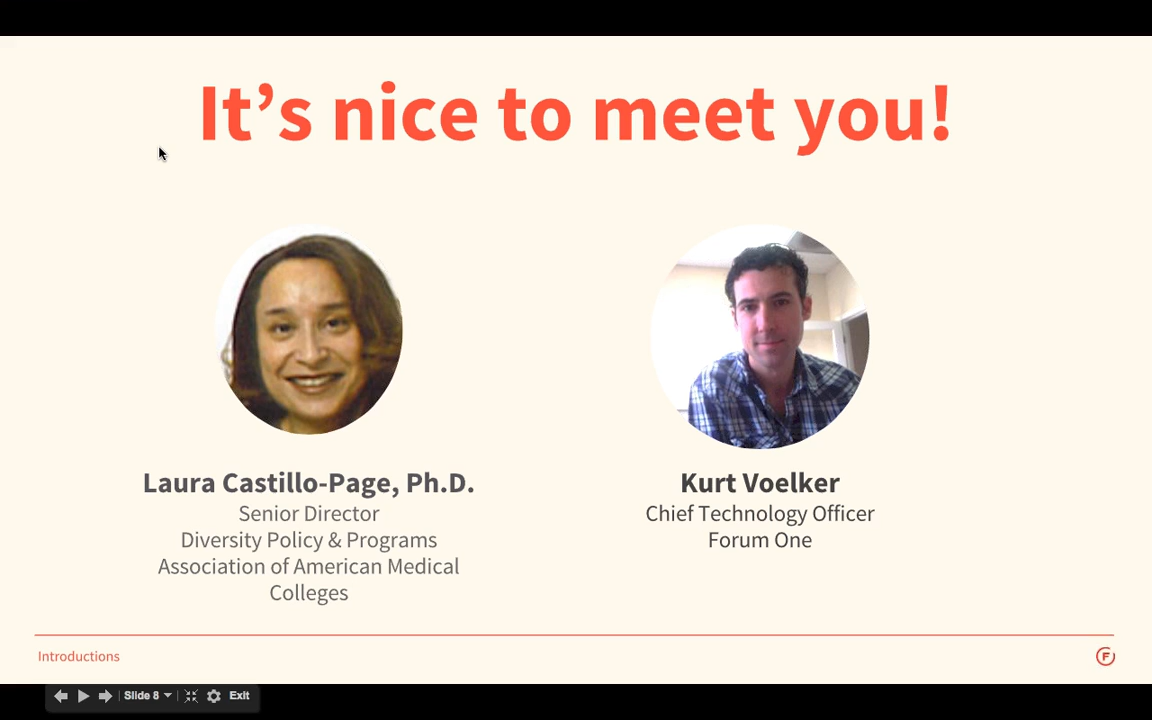 It’s nice to meet you!
Laura Castillo-Page, Ph.D.
Senior Director
Diversity Policy & Programs
Association of American Medical
Colleges
Kurt Voelker
Chief Technology Officer
Forum One
Introductions
F
Slide 8
Exit